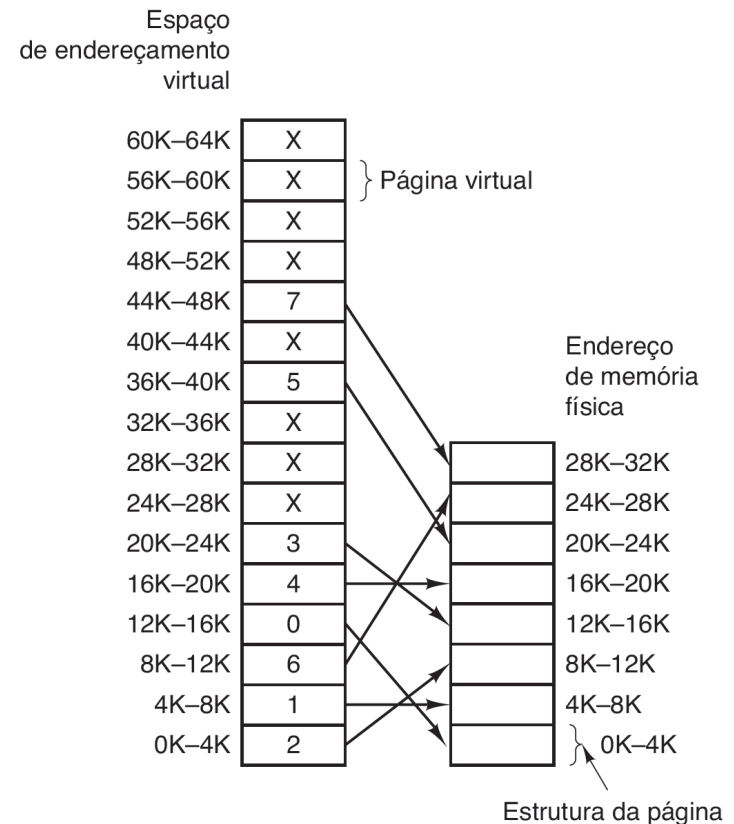 Espaço
de endereçamento
virtual
60K–64K X
56K–60K X Página virtual
52K–56K X
48K–52K X
44K–48K 7
40K–44K X
36K–40K 5
32K–36K X
28K–32K X
24K–28K X
20K–24K 3
16K–20K 4
12K–16K 0
8K–12K 6
4K–8K 1
0K–4K 2
Endereço
de memória
física
28K–32K
24K–28K
20K–24K
16K–20K
12K–16K
8K–12K
4K–8K
0K–4K
Estrutura da página